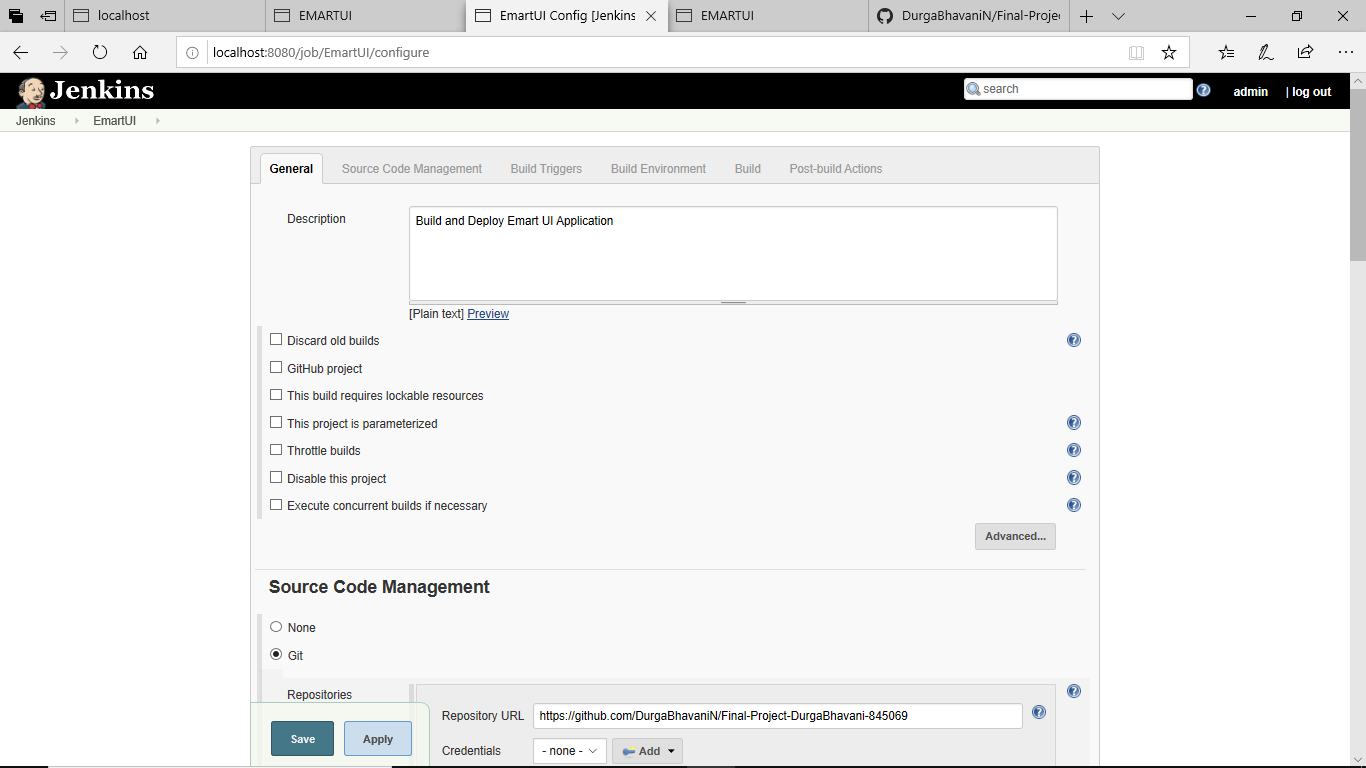 localhost
EMARTUI
EmartUI Config [Jenkins
EMARTUI
DurgaBhavaniN/Final-Proje
localhost:8080/job/EmartUI/configure
Jenkins
search
admin
| log out
Jenkins
EmartUI
General
Source Code Management
Build Triggers
Build Environment
Build
Post-build Actions
Description
Build and Deploy Emart UI Application
[Plain text] Preview
Discard old builds
GitHub project
This build requires lockable resources
This project is parameterized
Throttle builds
Disable this project
Execute concurrent builds if necessary
Advanced...
Source Code Management
None
Git
Repositories
Repository URL
https://github.com/DurgaBhavaniN/Final-Project-DurgaBhavani-845069
Credentials
- none -
Add
Save
Apply